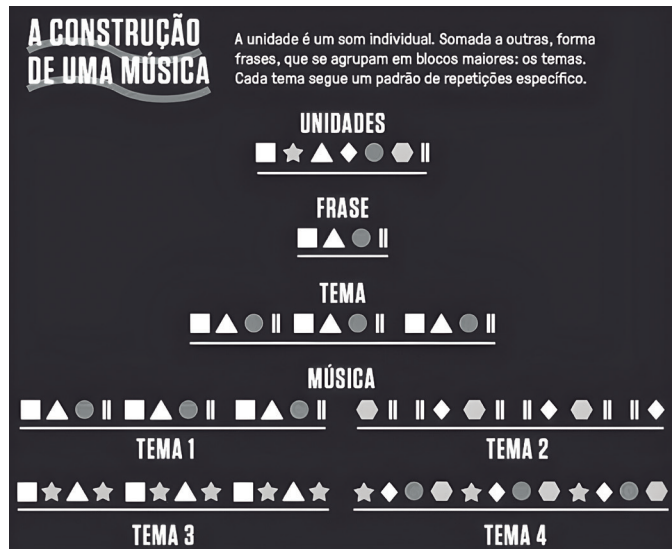 A CONSTRUÇÃO
DE UMA MÚSICA
A unidade é um som individual. Somada a outras, forma
frases, que se agrupam em blocos maiores: os temas.
Cada tema segue um padrão de repetições específico.
UNIDADES
FRASE
TEMA
MÚSICA
TEMA 1
TEMA 2
TEMA 3
TEMA 4